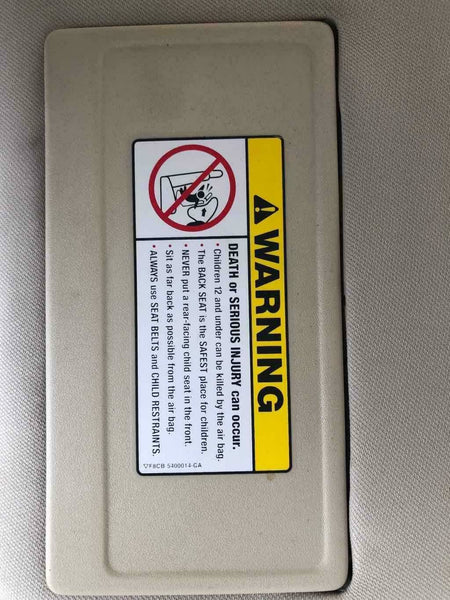 ⚠ WARNING
DEATH or SERIOUS INJURY can occur.
• Children 12 and under can be killed by the air bag.
• The BACK SEAT is the SAFEST place for children.
• NEVER put a rear-facing child seat in the front.
• Sit as far back as possible from the air bag.
• ALWAYS use SEAT BELTS and CHILD RESTRAINTS.
▽F8CB 5400014-CA